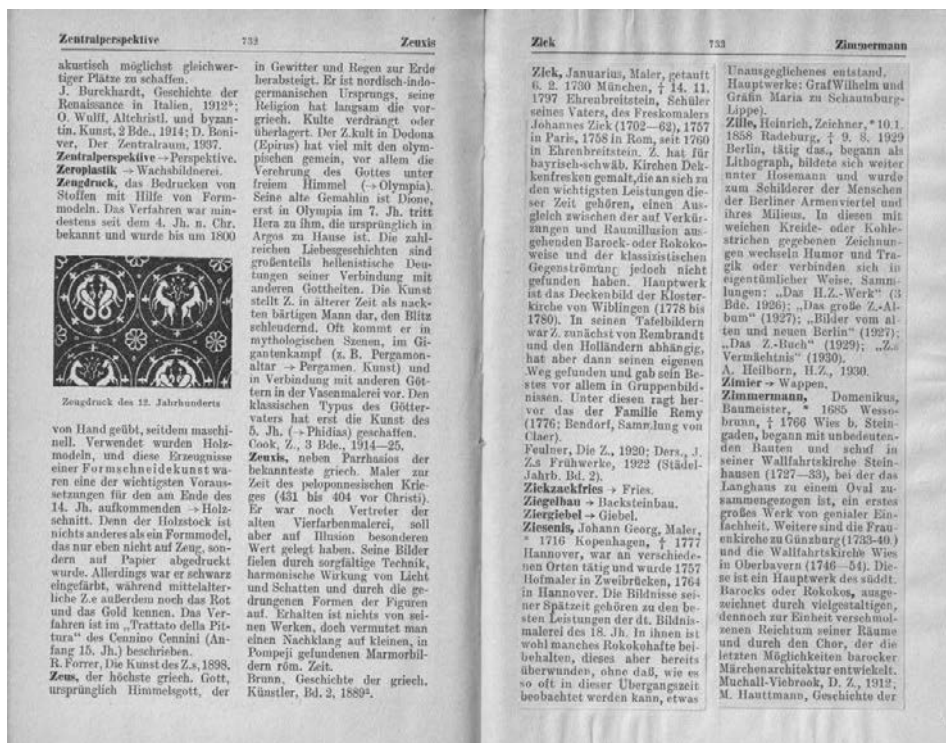 Zentralperspektive 732 Zeuxis
akustisch möglichst gleichwer-
tiger Plätze zu schaffen.
J. Burckhardt, Geschichte der
Renaissance in Italien, 1912⁵;
O. Wulff, Altchristl. und byzan-
tin. Kunst, 2 Bde., 1914; D. Boni-
ver, Der Zentralraum, 1937.
Zentralperspektive → Perspektive.
Zeroplastik → Wachsbildnerei.
Zeugdruck, das Bedrucken von
Stoffen mit Hilfe von Form-
modeln. Das Verfahren war min-
destens seit dem 4. Jh. n. Chr.
bekannt und wurde bis um 1800
Zeugdruck des 12. Jahrhunderts
von Hand geübt, seitdem maschi-
nell. Verwendet wurden Holz-
modeln, und diese Erzeugnisse
einer Formschneidekunst wa-
ren eine der wichtigsten Voraus-
setzungen für den am Ende des
14. Jh. aufkommenden → Holz-
schnitt. Denn der Holzstock ist
nichts anderes als ein Formmodel,
das nur eben nicht auf Zeug, son-
dern auf Papier abgedruckt
wurde. Allerdings war er schwarz
eingefärbt, während mittelalter-
liche Z.e außerdem noch das Rot
und das Gold kennen. Das Ver-
fahren ist im „Trattato della Pit-
tura“ des Cennino Cennini (An-
fang 15. Jh.) beschrieben.
R. Forrer, Die Kunst des Z.s, 1898.
Zeus, der höchste griech. Gott,
ursprünglich Himmelsgott, der
in Gewitter und Regen zur Erde
herabsteigt. Er ist nordisch-indo-
germanischen Ursprungs, seine
Religion hat langsam die vor-
griech. Kulte verdrängt oder
überlagert. Der Z.kult in Dodona
(Epirus) hat viel mit den olym-
pischen gemein, vor allem die
Verehrung des Gottes unter
freiem Himmel (→ Olympia).
Seine alte Gemahlin ist Dione,
erst in Olympia im 7. Jh. tritt
Hera zu ihm, die ursprünglich in
Argos zu Hause ist. Die zahl-
reichen Liebesgeschichten sind
großenteils hellenistische Deu-
tungen seiner Verbindung mit
anderen Gottheiten. Die Kunst
stellt Z. in älterer Zeit als nack-
ten bärtigen Mann dar, den Blitz
schleudernd. Oft kommt er in
mythologischen Szenen, im Gi-
gantenkampf (z. B. Pergamon-
altar → Pergamen. Kunst) und
in Verbindung mit anderen Göt-
tern in der Vasenmalerei vor. Den
klassischen Typus des Götter-
vaters hat erst die Kunst des
5. Jh. (→ Phidias) geschaffen.
Cook, Z., 3 Bde., 1914—25.
Zeuxis, neben Parrhasios der
bekannteste griech. Maler zur
Zeit des peloponnesischen Krie-
ges (431 bis 404 vor Christi).
Er war noch Vertreter der
alten Vierfarbenmalerei, soll
aber auf Illusion besonderen
Wert gelegt haben. Seine Bilder
fielen durch sorgfältige Technik,
harmonische Wirkung von Licht
und Schatten und durch die ge-
drungenen Formen der Figuren
auf. Erhalten ist nichts von sei-
nen Werken, doch vermutet man
einen Nachklang auf kleinen, in
Pompeji gefundenen Marmorbil-
dern röm. Zeit.
Brunn, Geschichte der griech.
Künstler, Bd. 2, 1889².
Zick 733 Zimmermann
Zick, Januarius, Maler, getauft
6. 2. 1730 München, † 14. 11.
1797 Ehrenbreitstein, Schüler
seines Vaters, des Freskomalers
Johannes Zick (1702—62), 1757
in Paris, 1758 in Rom, seit 1760
in Ehrenbreitstein. Z. hat für
bayrisch-schwäb. Kirchen Dek-
kenfresken gemalt, die an sich zu
den wichtigsten Leistungen die-
ser Zeit gehören, einen Aus-
gleich zwischen der auf Verkür-
zungen und Raumillusion aus-
gehenden Barock- oder Rokoko-
weise und der klassizistischen
Gegenströmung jedoch nicht
gefunden haben. Hauptwerk
ist das Deckenbild der Kloster-
kirche von Wiblingen (1778 bis
1780). In seinen Tafelbildern
war Z. zunächst von Rembrandt
und den Holländern abhängig,
hat aber dann seinen eigenen
Weg gefunden und gab sein Be-
stes vor allem in Gruppenbild-
nissen. Unter diesen ragt her-
vor das der Familie Remy
(1776; Bendorf, Sammlung von
Claer).
Feulner, Die Z., 1920; Ders., J.
Z.s Frühwerke, 1922 (Städel-
Jahrb. Bd. 2).
Zickzackfries → Fries.
Ziegelbau → Backsteinbau.
Ziergiebel → Giebel.
Ziesenis, Johann Georg, Maler,
* 1716 Kopenhagen, † 1777
Hannover, war an verschiede-
nen Orten tätig und wurde 1757
Hofmaler in Zweibrücken, 1764
in Hannover. Die Bildnisse sei-
ner Spätzeit gehören zu den be-
sten Leistungen der dt. Bildnis-
malerei des 18. Jh. In ihnen ist
wohl manches Rokokohafte bei-
behalten, dieses aber bereits
überwunden, ohne daß, wie es
so oft in dieser Übergangszeit
beobachtet werden kann, etwas
Unausgeglichenes entstand.
Hauptwerke: Graf Wilhelm und
Gräfin Maria zu Schaumburg-
Lippe).
Zille, Heinrich, Zeichner, * 10.1.
1858 Radeburg, † 9. 8. 1929
Berlin, tätig das., begann als
Lithograph, bildete sich weiter
unter Hosemann und wurde
zum Schilderer der Menschen
der Berliner Armenviertel und
ihres Milieus. In diesen mit
weichen Kreide- oder Kohle-
strichen gegebenen Zeichnun-
gen wechseln Humor und Tra-
gik oder verbinden sich in
eigentümlicher Weise. Samm-
lungen: „Das H.Z.-Werk“ (3
Bde. 1926); „Das große Z.-Al-
bum“ (1927); „Bilder vom al-
ten und neuen Berlin“ (1927);
„Das Z.-Buch“ (1929); „Z.s
Vermächtnis“ (1930).
A. Heilborn, H.Z., 1930.
Zimier → Wappen.
Zimmermann, Domenikus,
Baumeister, * 1685 Wesso-
brunn, † 1766 Wies b. Stein-
gaden, begann mit unbedeuten-
den Bauten und schuf in
seiner Wallfahrtskirche Stein-
hausen (1727—33), bei der das
Langhaus zu einem Oval zu-
sammengezogen ist, ein erstes
großes Werk von genialer Ein-
fachheit. Weitere sind die Frau-
enkirche zu Günzburg (1733-40)
und die Wallfahrtskirche Wies
in Oberbayern (1746—54). Die-
se ist ein Hauptwerk des süddt.
Barocks oder Rokokos, ausge-
zeichnet durch vielgestaltigen,
dennoch zur Einheit verschmol-
zenen Reichtum seiner Räume
und durch den Chor, der die
letzten Möglichkeiten barocker
Märchenarchitektur entwickelt.
Muchall-Viebrook, D. Z., 1912;
M. Hauttmann, Geschichte der